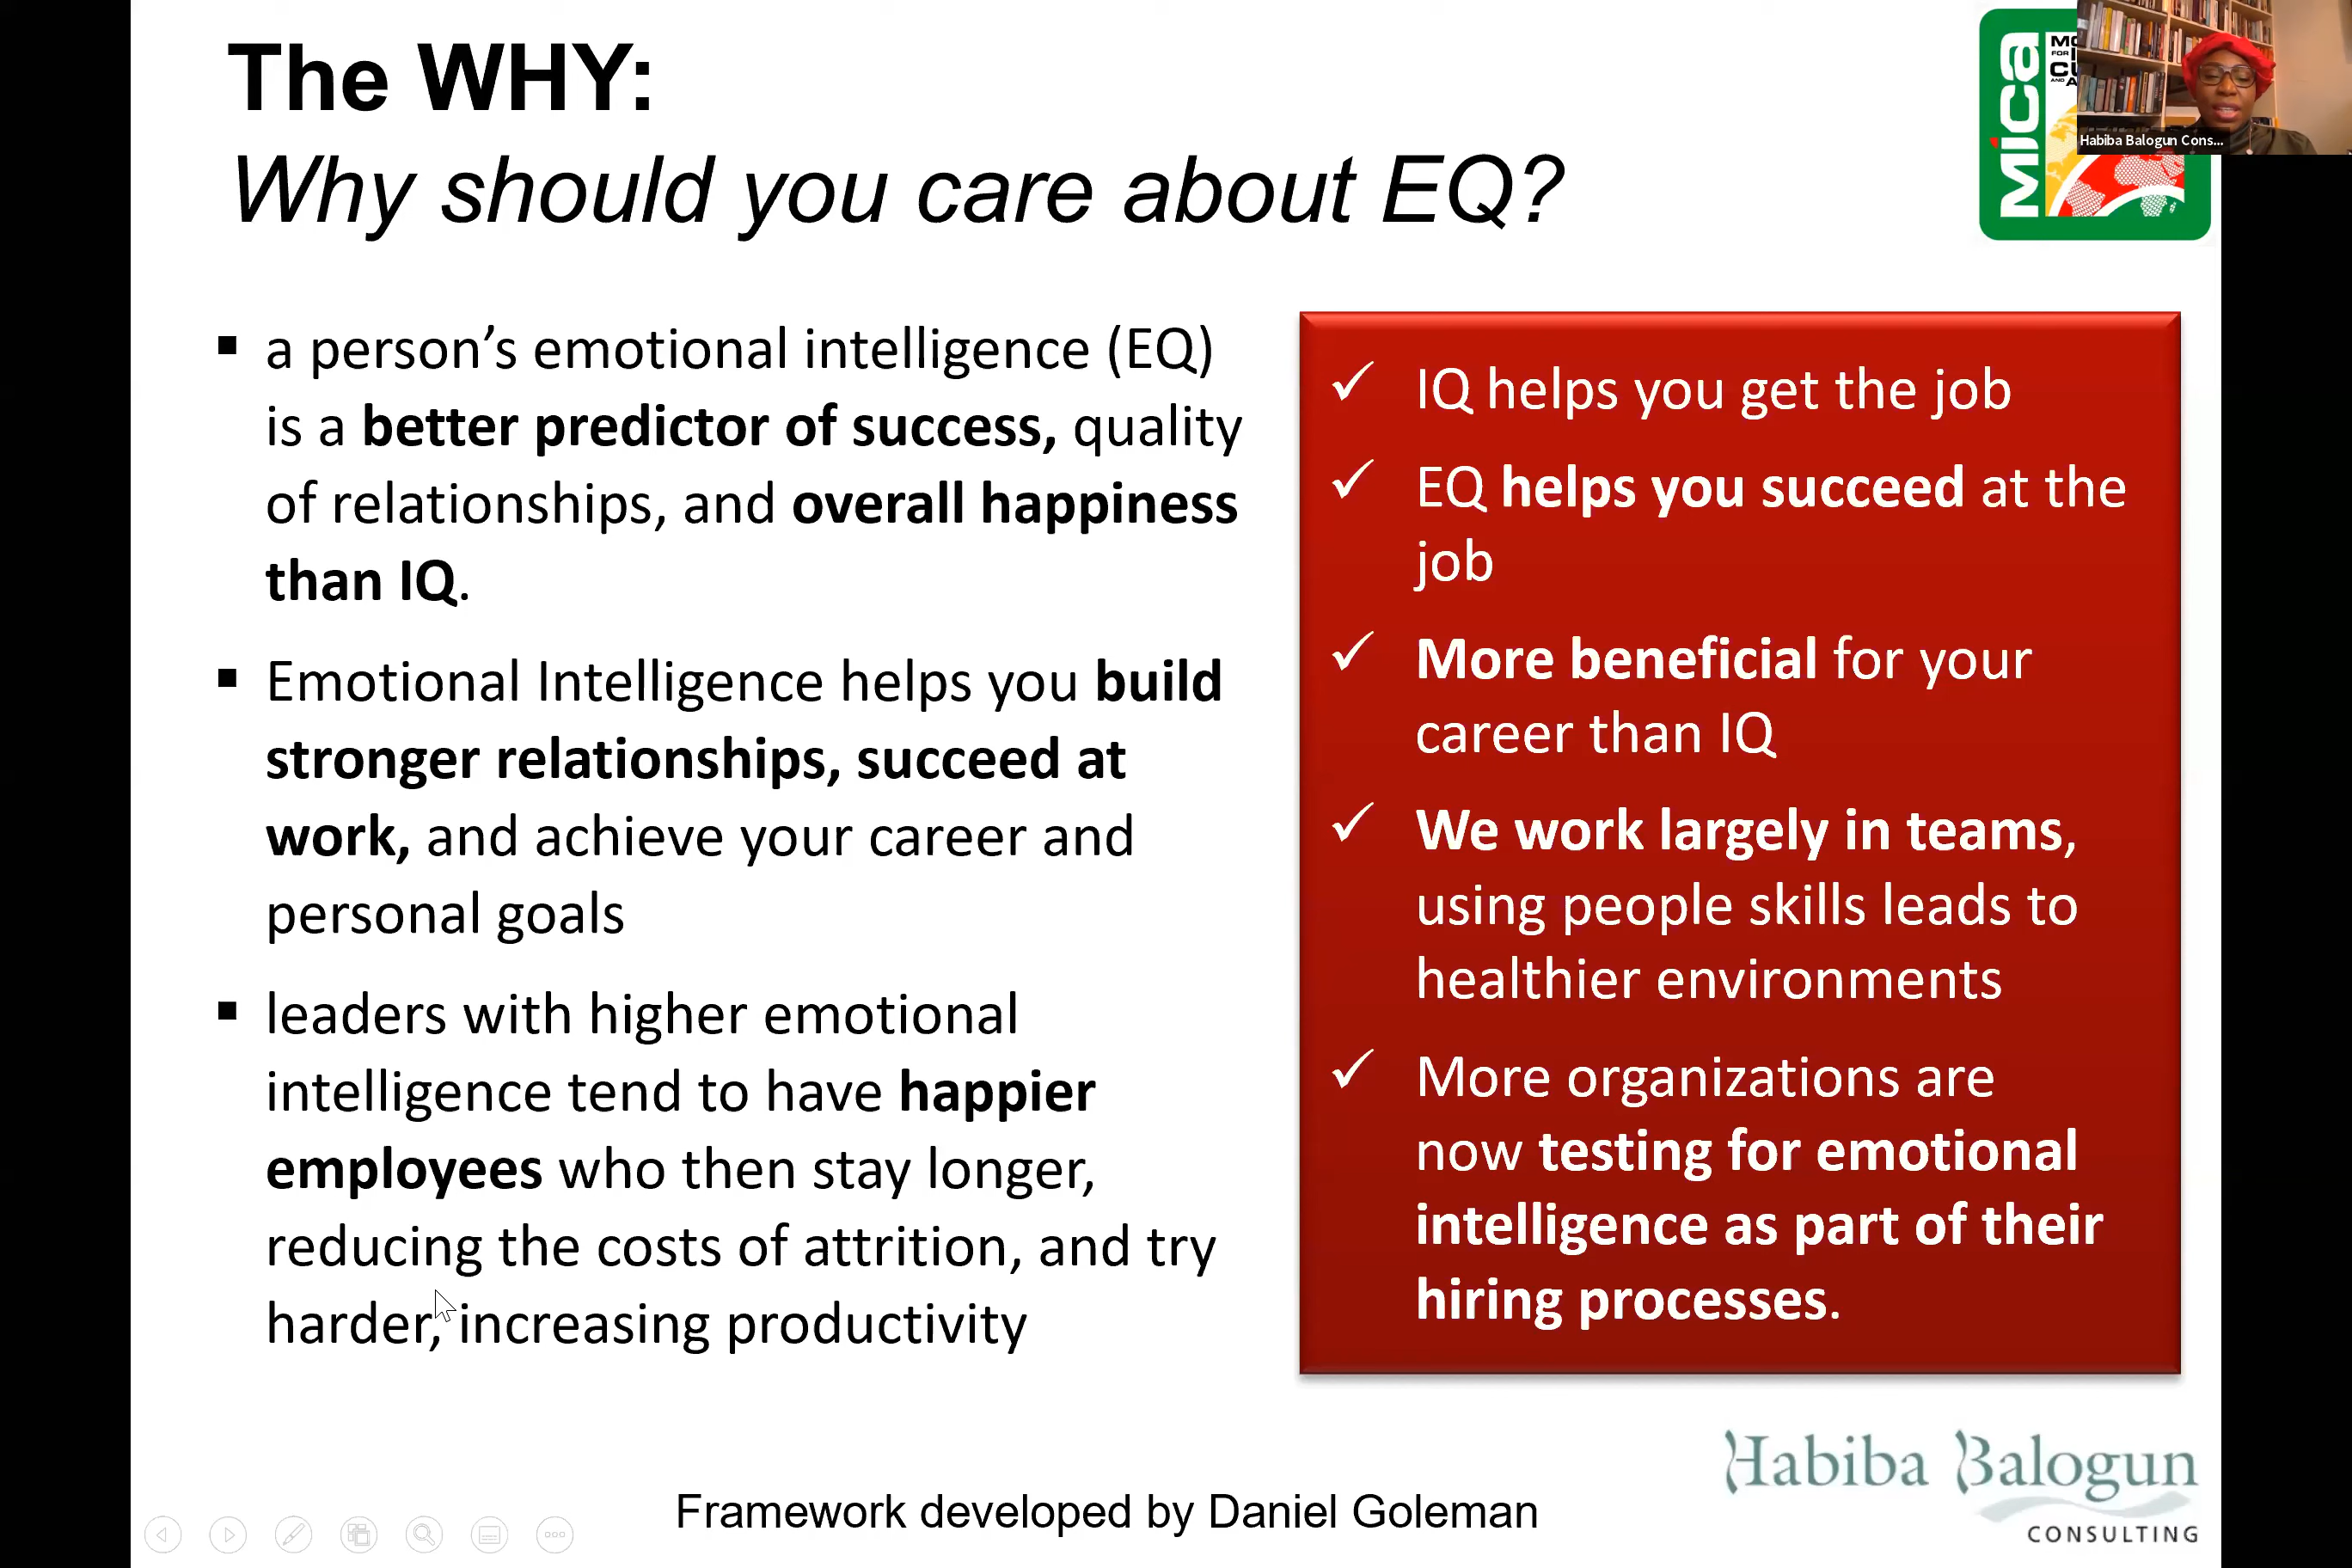 The WHY:
Why should you care about EQ?
▪ a person’s emotional intelligence (EQ)
is a better predictor of success, quality
of relationships, and overall happiness
than IQ.
▪ Emotional Intelligence helps you build
stronger relationships, succeed at
work, and achieve your career and
personal goals
▪ leaders with higher emotional
intelligence tend to have happier
employees who then stay longer,
reducing the costs of attrition, and try
harder, increasing productivity
✓ IQ helps you get the job
✓ EQ helps you succeed at the
job
✓ More beneficial for your
career than IQ
✓ We work largely in teams,
using people skills leads to
healthier environments
✓ More organizations are
now testing for emotional
intelligence as part of their
hiring processes.
mica
FOR
AND
Habiba Balogun Cons...
Framework developed by Daniel Goleman
Habiba Balogun
CONSULTING